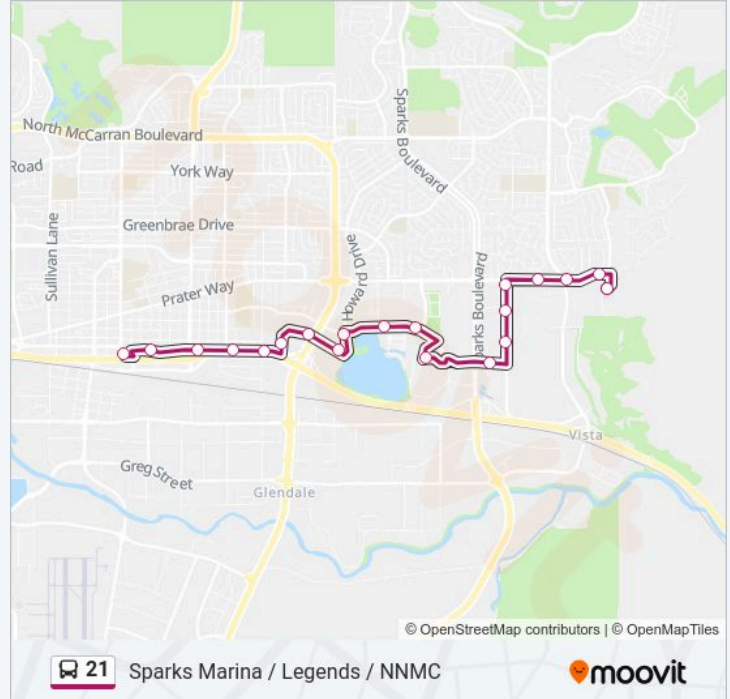 Sparks Boulevard
North McCarran Boulevard
Road
York Way
Sullivan Lane
Greenbrae Drive
Howard Drive
Sparks Boulevard
Prater Way
Vista
Greg Street
Glendale
© OpenStreetMap contributors | © OpenMapTiles
21 Sparks Marina / Legends / NNMC
moovit